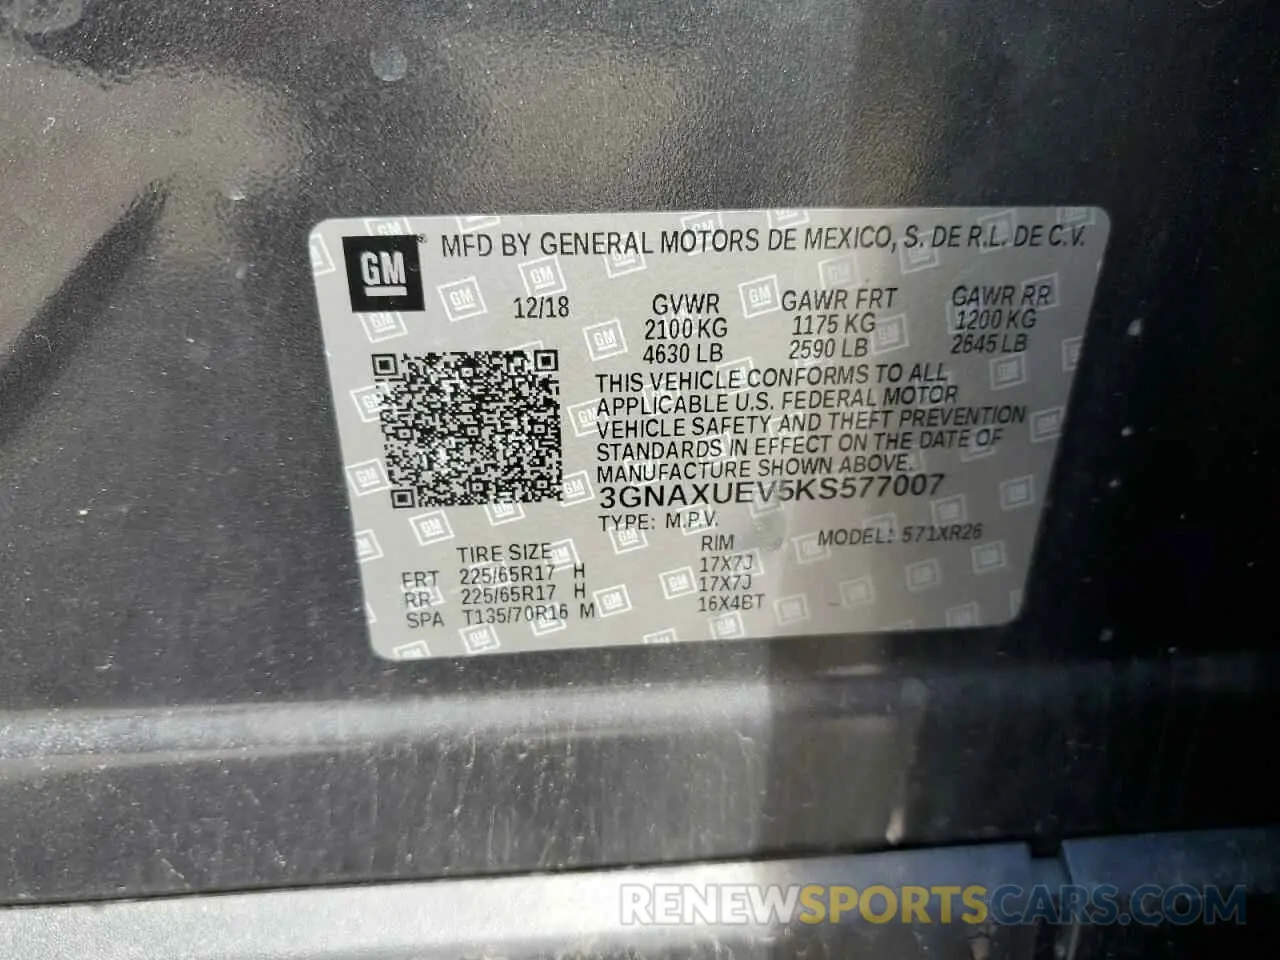 GM® MFD BY GENERAL MOTORS DE MEXICO, S. DE R.L. DE C.V.
12/18 GVWR GAWR FRT GAWR RR
2100 KG 1175 KG 1200 KG
4630 LB 2590 LB 2645 LB
THIS VEHICLE CONFORMS TO ALL
APPLICABLE U.S. FEDERAL MOTOR
VEHICLE SAFETY AND THEFT PREVENTION
STANDARDS IN EFFECT ON THE DATE OF
MANUFACTURE SHOWN ABOVE.
3GNAXUEV5KS577007
TYPE: M.P.V. MODEL: 571XR26
TIRE SIZE RIM
FRT 225/65R17 H 17X7J
RR 225/65R17 H 17X7J
SPA T135/70R16 M 16X4BT
RENEWSPORTSCARS.COM